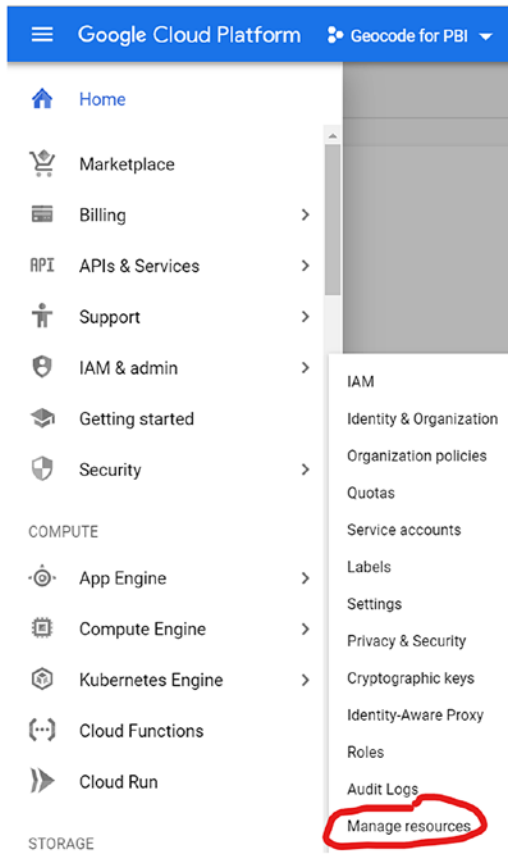 Google Cloud Platform
Geocode for PBI
Home
Marketplace
Billing
API
APIs & Services
Support
IAM & admin
Getting started
Security
COMPUTE
App Engine
Compute Engine
Kubernetes Engine
Cloud Functions
Cloud Run
STORAGE
IAM
Identity & Organization
Organization policies
Quotas
Service accounts
Labels
Settings
Privacy & Security
Cryptographic keys
Identity-Aware Proxy
Roles
Audit Logs
Manage resources